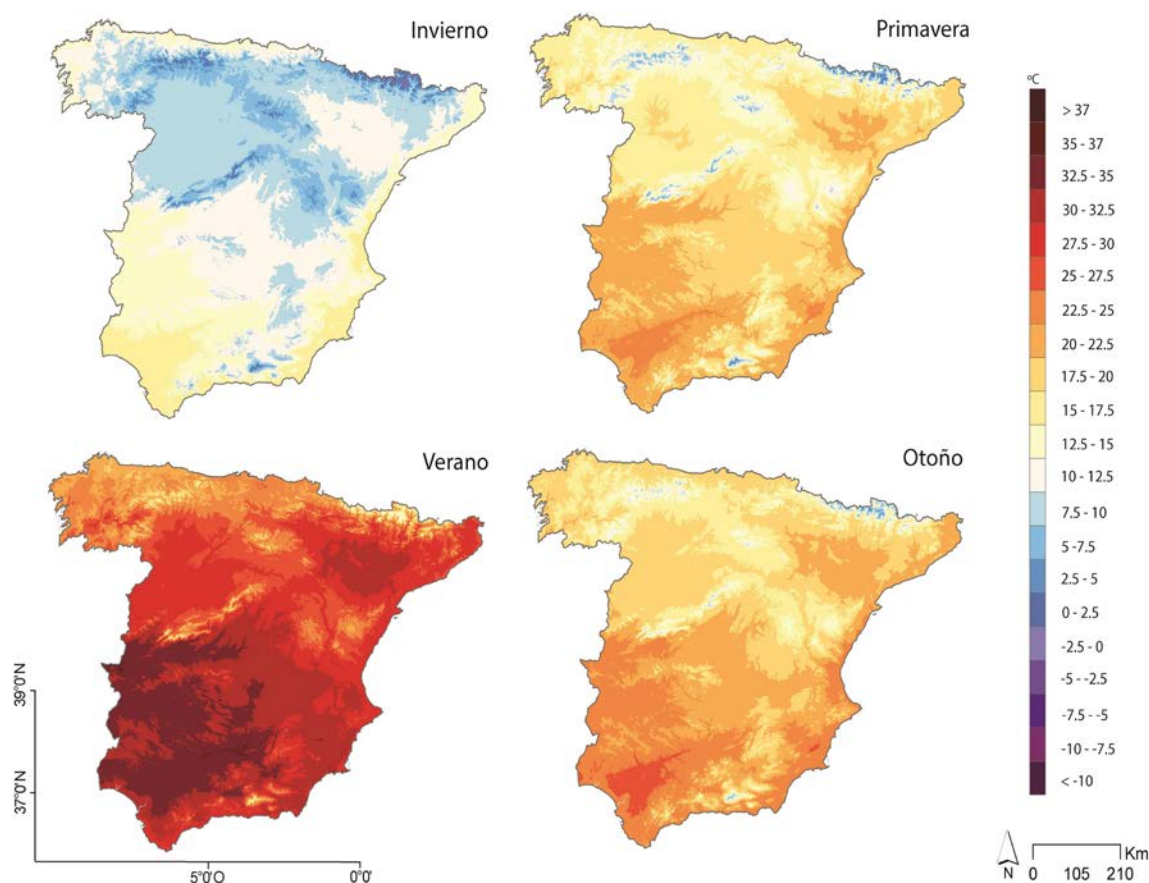 Invierno
Primavera
Verano
Otoño
ºC
> 37
35 - 37
32.5 - 35
30 - 32.5
27.5 - 30
25 - 27.5
22.5 - 25
20 - 22.5
17.5 - 20
15 - 17.5
12.5 - 15
10 - 12.5
7.5 - 10
5 -7.5
2.5 - 5
0 - 2.5
-2.5 - 0
-5 - -2.5
-7.5 - -5
-10 - -7.5
< -10
39°0'N
37°0'N
5°0'O
0°0'
N
Km
0 105 210